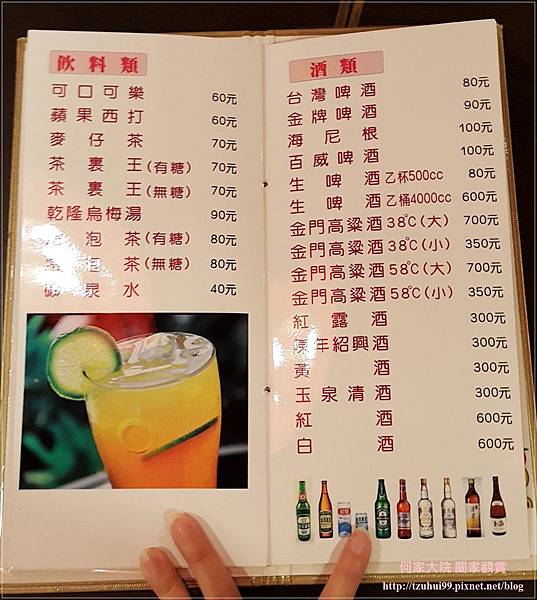 飲料類
可口可樂 60元
蘋果西打 60元
麥仔茶 70元
茶裏王(有糖) 70元
茶裏王(無糖) 70元
乾隆烏梅湯 90元
泡茶(有糖) 80元
泡茶(無糖) 80元
礦泉水 40元
酒類
台灣啤酒 80元
金牌啤酒 90元
海尼根 100元
百威啤酒 100元
生啤酒乙杯500cc 80元
生啤酒乙桶4000cc 600元
金門高粱酒38℃(大) 700元
金門高粱酒38℃(小) 350元
金門高粱酒58℃(大) 700元
金門高粱酒58℃(小) 350元
紅露酒 300元
陳年紹興酒 300元
黃酒 300元
玉泉清酒 300元
紅酒 600元
白酒 600元
何家大院 闔家觀賞
http://tzuhui99.pixnet.net/blog